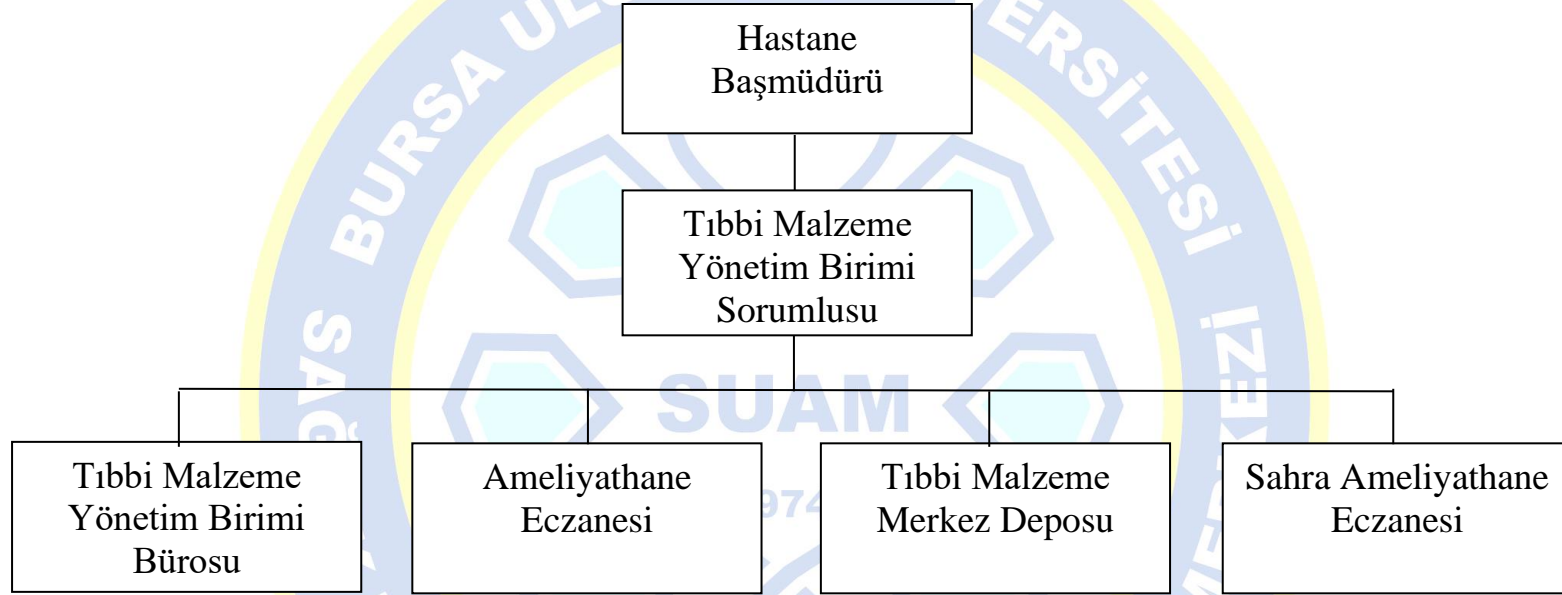 Hastane
Başmüdürü
Tıbbi Malzeme
Yönetim Birimi
Sorumlusu
Tıbbi Malzeme
Yönetim Birimi
Bürosu
Ameliyathane
Eczanesi
Tıbbi Malzeme
Merkez Deposu
Sahra Ameliyathane
Eczanesi
BURSA
SUAM